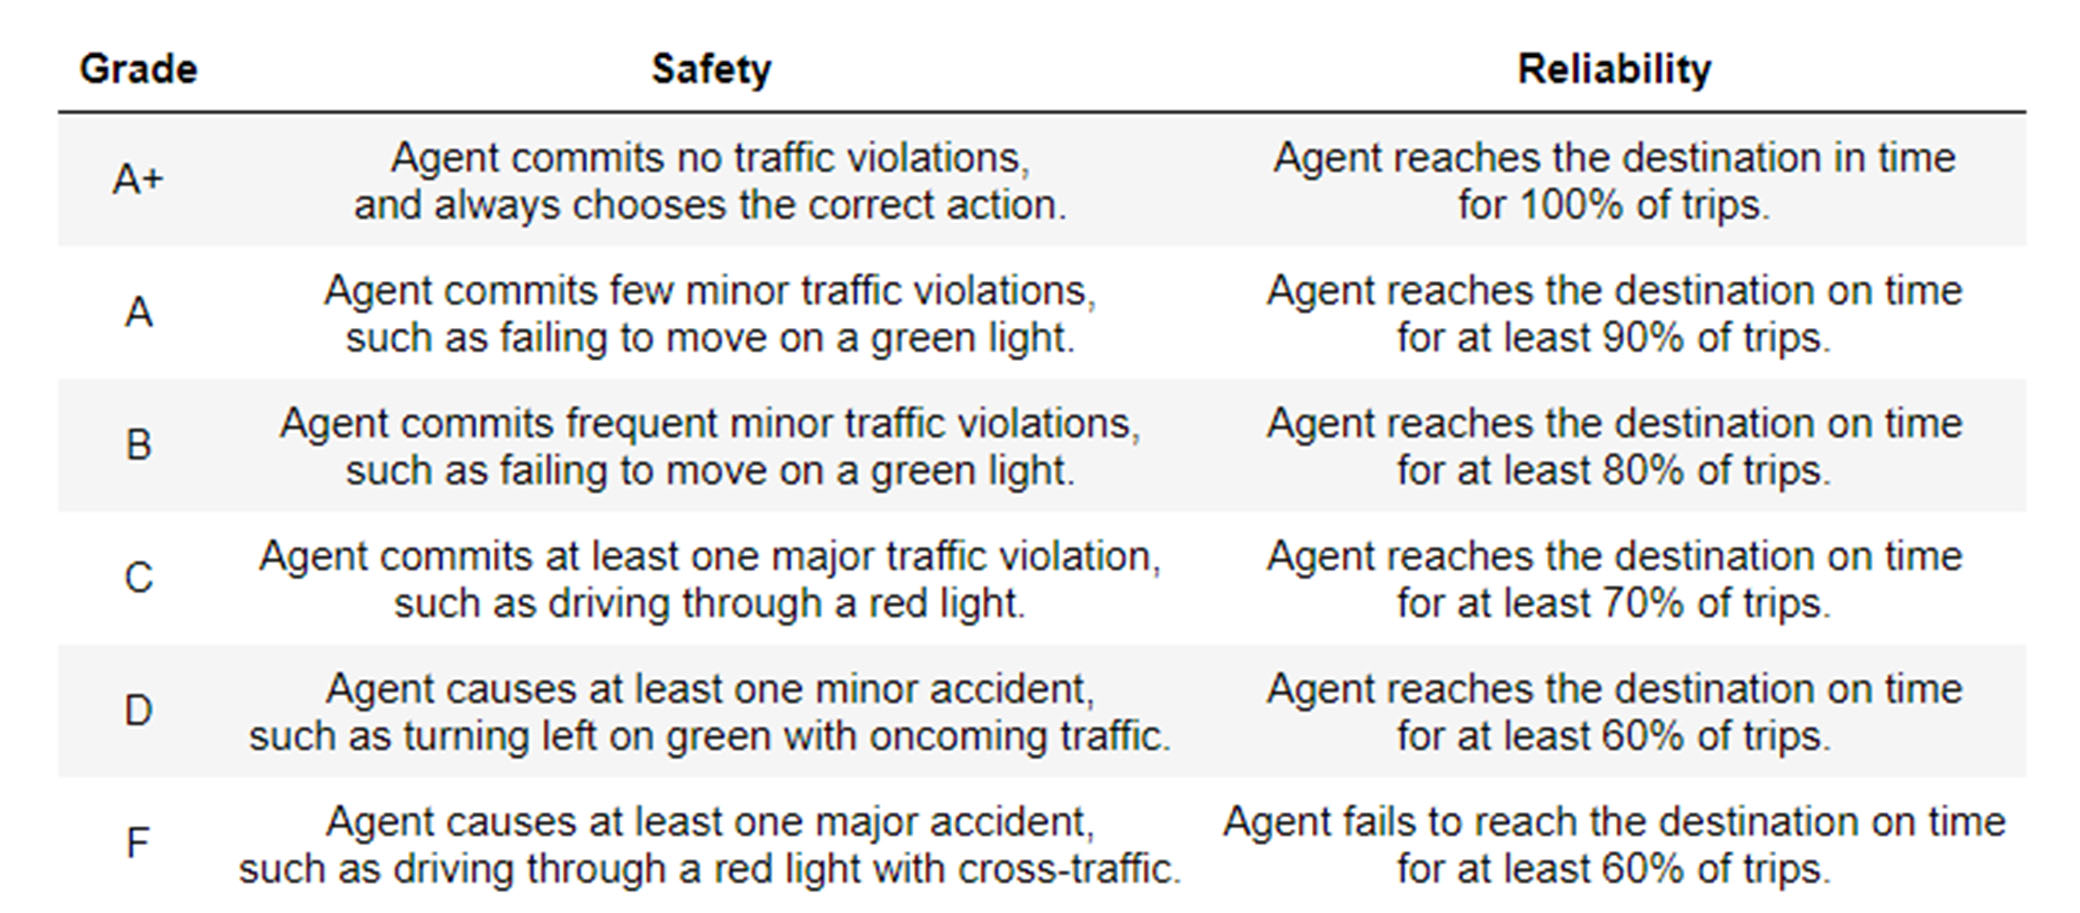 Grade Safety Reliability
A+ Agent commits no traffic violations, Agent reaches the destination in time
and always chooses the correct action. for 100% of trips.
A Agent commits few minor traffic violations, Agent reaches the destination on time
such as failing to move on a green light. for at least 90% of trips.
B Agent commits frequent minor traffic violations, Agent reaches the destination on time
such as failing to move on a green light. for at least 80% of trips.
C Agent commits at least one major traffic violation, Agent reaches the destination on time
such as driving through a red light. for at least 70% of trips.
D Agent causes at least one minor accident, Agent reaches the destination on time
such as turning left on green with oncoming traffic. for at least 60% of trips.
F Agent causes at least one major accident, Agent fails to reach the destination on time
such as driving through a red light with cross-traffic. for at least 60% of trips.